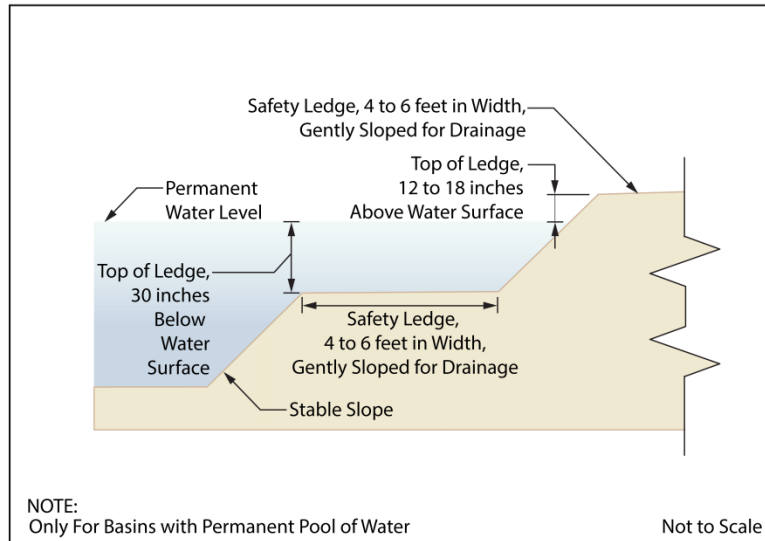 Safety Ledge, 4 to 6 feet in Width,
Gently Sloped for Drainage
Top of Ledge,
12 to 18 inches
Above Water Surface
Permanent
Water Level
Top of Ledge,
30 inches
Below
Water
Surface
Safety Ledge,
4 to 6 feet in Width,
Gently Sloped for Drainage
Stable Slope
NOTE:
Only For Basins with Permanent Pool of Water
Not to Scale